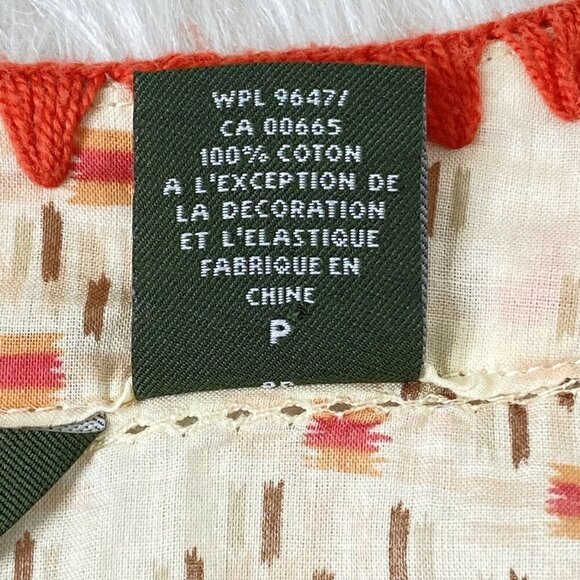 WPL 9647/
CA 00665
100% COTON
A L'EXCEPTION DE
LA DECORATION
ET L'ELASTIQUE
FABRIQUE EN
CHINE
P